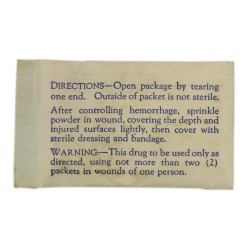 DIRECTIONS—Open package by tearing
one end. Outside of packet is not sterile.
After controlling hemorrhage, sprinkle
powder in wound, covering the depth and
injured surfaces lightly, then cover with
sterile dressing and bandage.
WARNING:—This drug to be used only as
directed, using not more than two (2)
packets in wounds of one person.